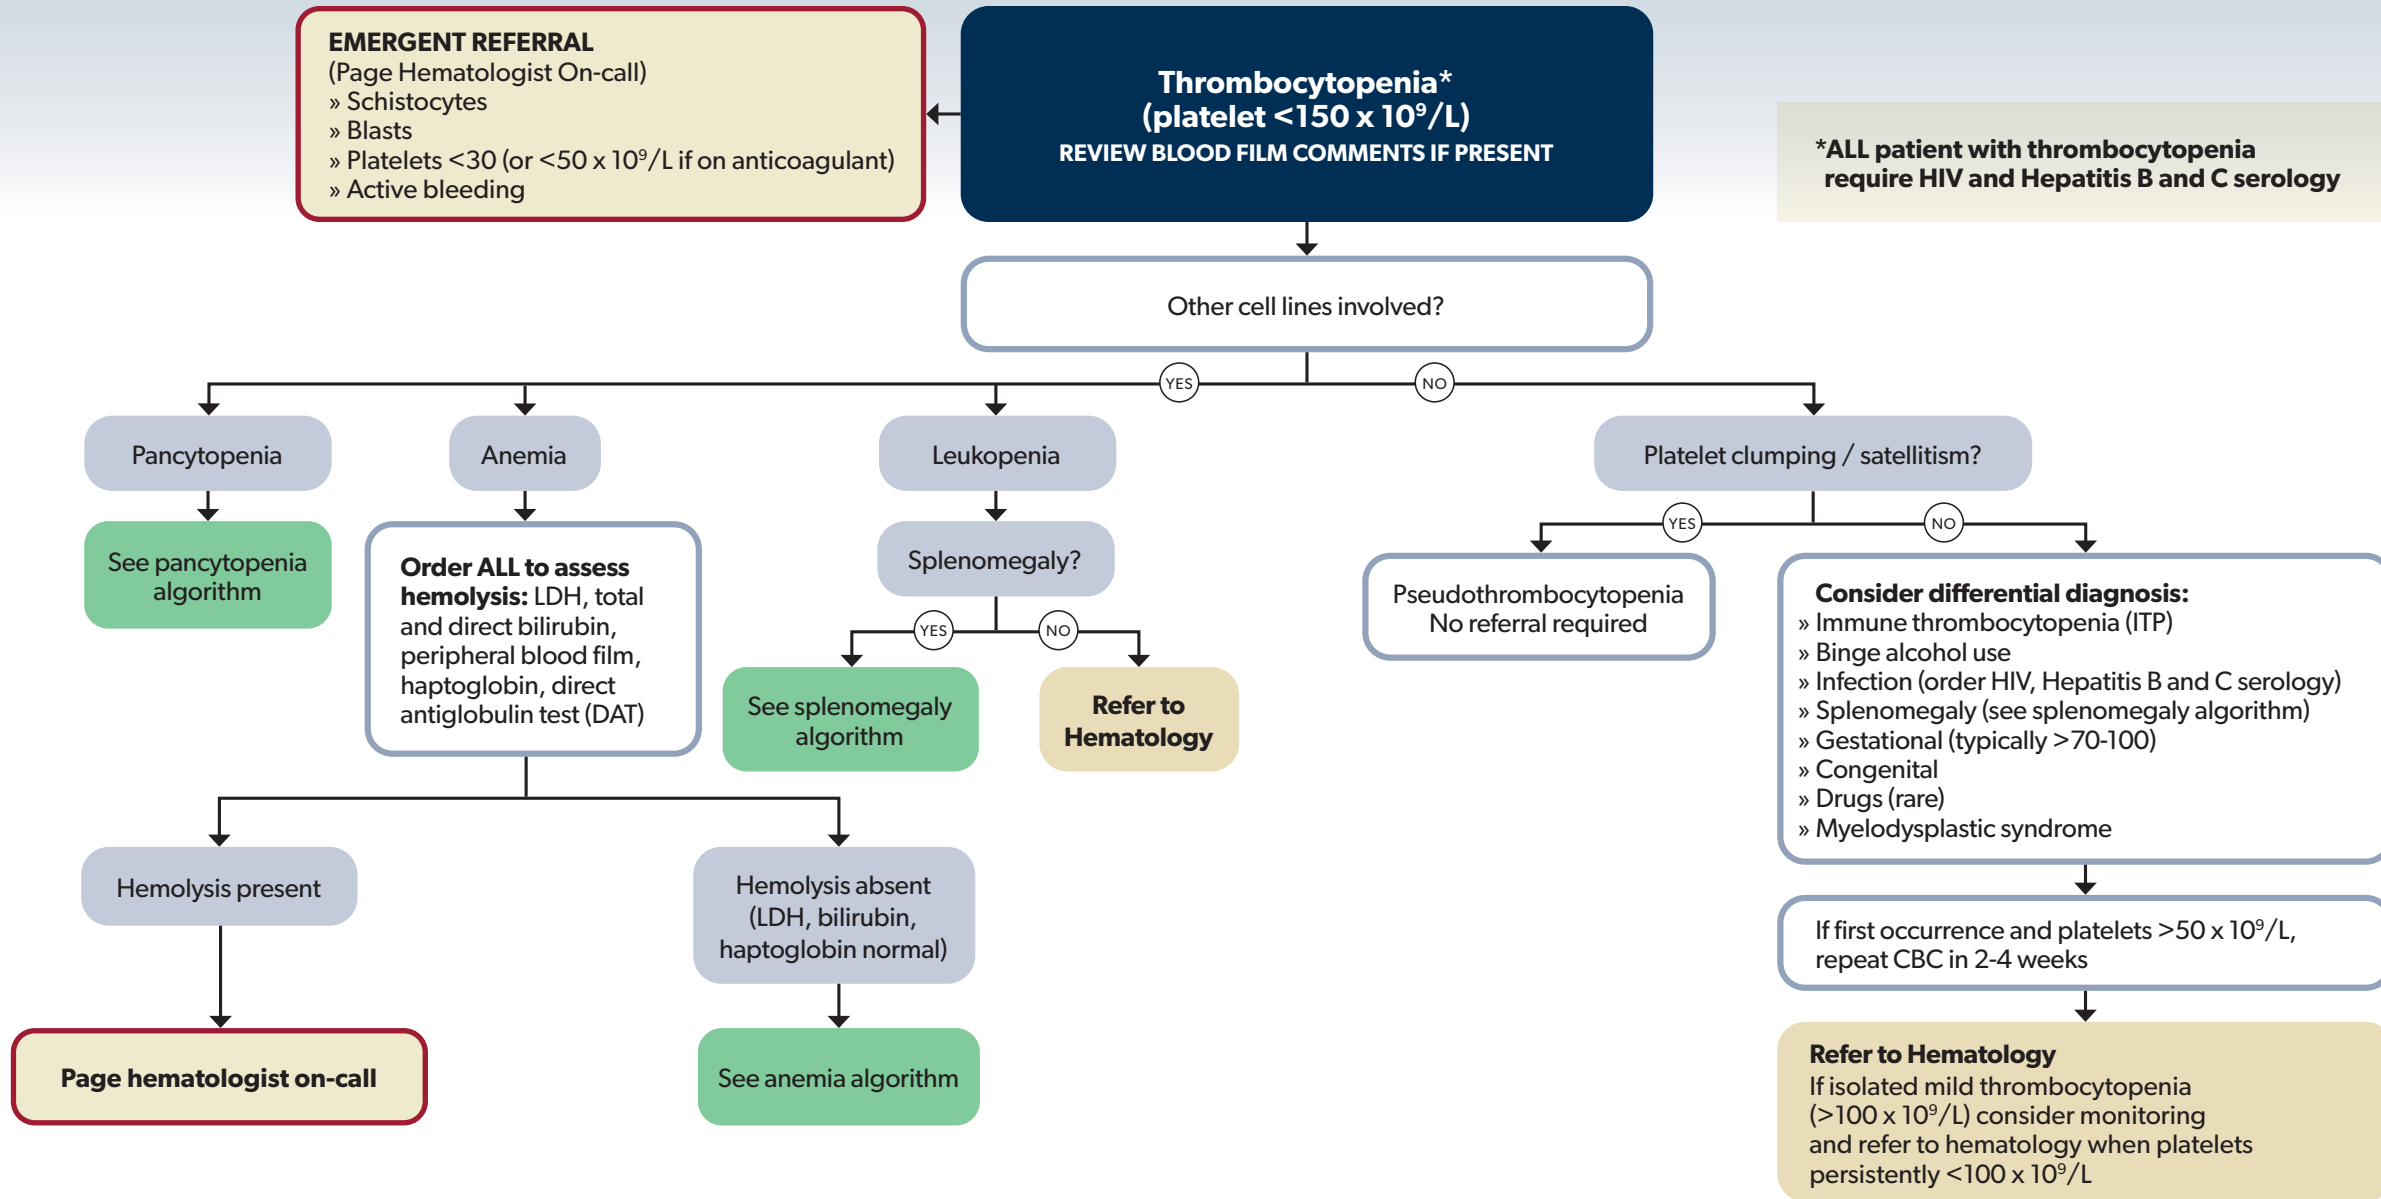 EMERGENT REFERRAL
(Page Hematologist On-call)
» Schistocytes
» Blasts
» Platelets <30 (or <50 x 10⁹/L if on anticoagulant)
» Active bleeding
Thrombocytopenia*
(platelet <150 x 10⁹/L)
REVIEW BLOOD FILM COMMENTS IF PRESENT
*ALL patient with thrombocytopenia
require HIV and Hepatitis B and C serology
Other cell lines involved?
YES
NO
Pancytopenia
Anemia
Leukopenia
Platelet clumping / satellitism?
See pancytopenia
algorithm
Order ALL to assess
hemolysis: LDH, total
and direct bilirubin,
peripheral blood film,
haptoglobin, direct
antiglobulin test (DAT)
Splenomegaly?
YES
NO
See splenomegaly
algorithm
Refer to
Hematology
YES
NO
Pseudothrombocytopenia
No referral required
Consider differential diagnosis:
» Immune thrombocytopenia (ITP)
» Binge alcohol use
» Infection (order HIV, Hepatitis B and C serology)
» Splenomegaly (see splenomegaly algorithm)
» Gestational (typically >70-100)
» Congenital
» Drugs (rare)
» Myelodysplastic syndrome
Hemolysis present
Hemolysis absent
(LDH, bilirubin,
haptoglobin normal)
If first occurrence and platelets >50 x 10⁹/L,
repeat CBC in 2-4 weeks
Page hematologist on-call
See anemia algorithm
Refer to Hematology
If isolated mild thrombocytopenia
(>100 x 10⁹/L) consider monitoring
and refer to hematology when platelets
persistently <100 x 10⁹/L